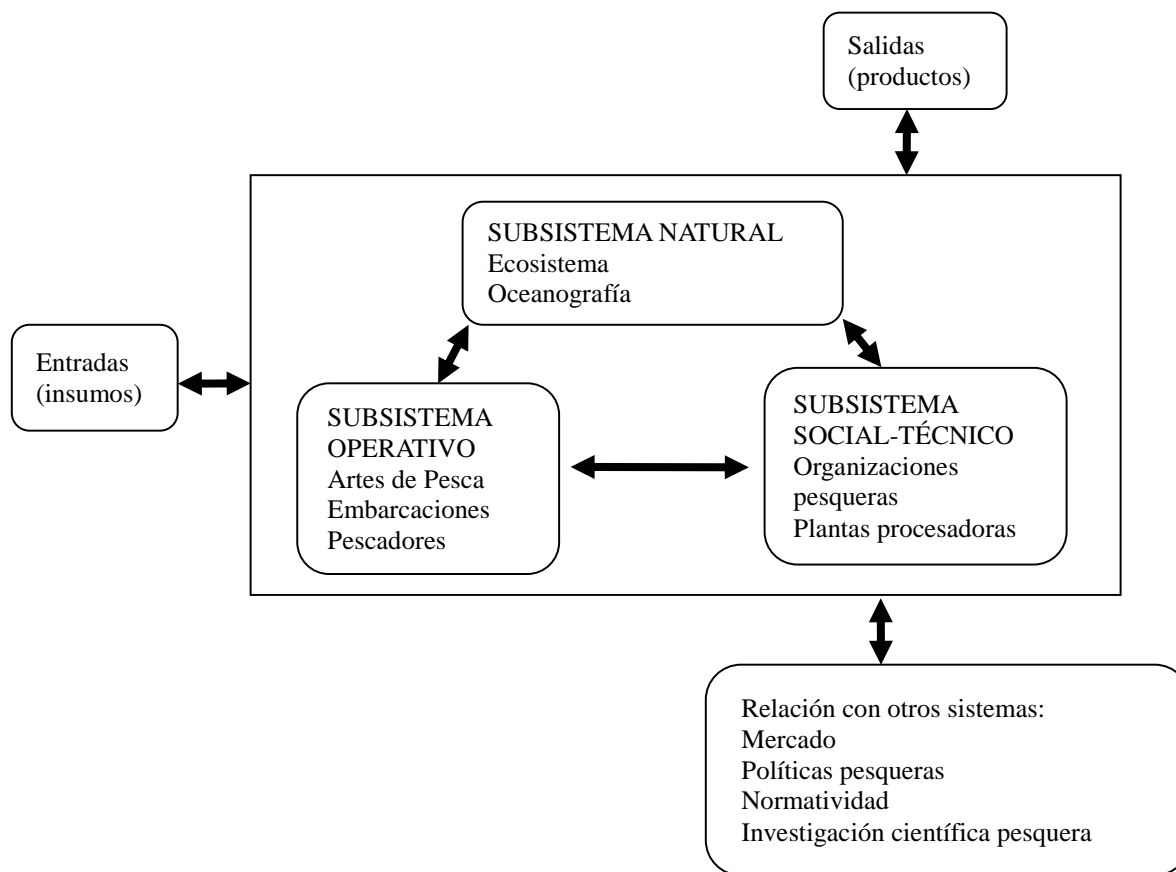 Salidas
(productos)
SUBSISTEMA NATURAL
Ecosistema
Oceanografía
Entradas
(insumos)
SUBSISTEMA
OPERATIVO
Artes de Pesca
Embarcaciones
Pescadores
SUBSISTEMA
SOCIAL-TÉCNICO
Organizaciones
pesqueras
Plantas procesadoras
Relación con otros sistemas:
Mercado
Políticas pesqueras
Normatividad
Investigación científica pesquera